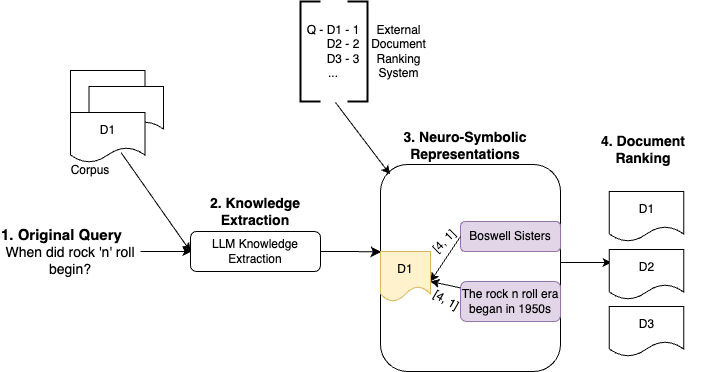 Q - D1 - 1
D2 - 2
D3 - 3
...
External
Document
Ranking
System
D1
Corpus
1. Original Query
When did rock 'n' roll
begin?
2. Knowledge
Extraction
LLM Knowledge
Extraction
3. Neuro-Symbolic
Representations
D1
[4, 1]
Boswell Sisters
[4, 1]
The rock n roll era
began in 1950s
4. Document
Ranking
D1
D2
D3